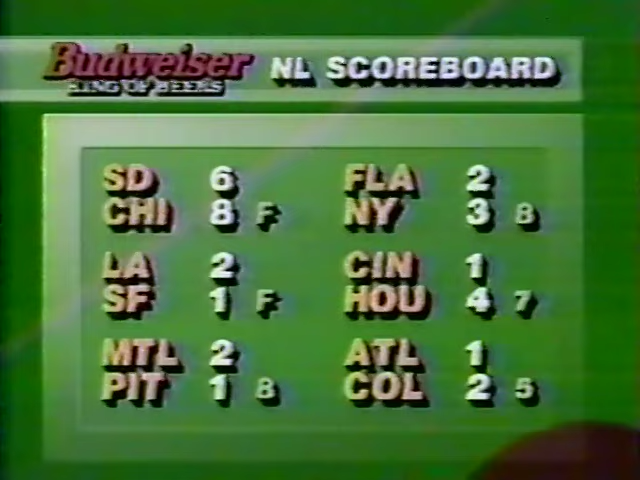 Budweiser NL SCOREBOARD
KING OF BEERS
SD 6
CHI 8 F
FLA 2
NY 3 8
LA 2
SF 1 F
CIN 1
HOU 4 7
MTL 2
PIT 1 8
ATL 1
COL 2 5